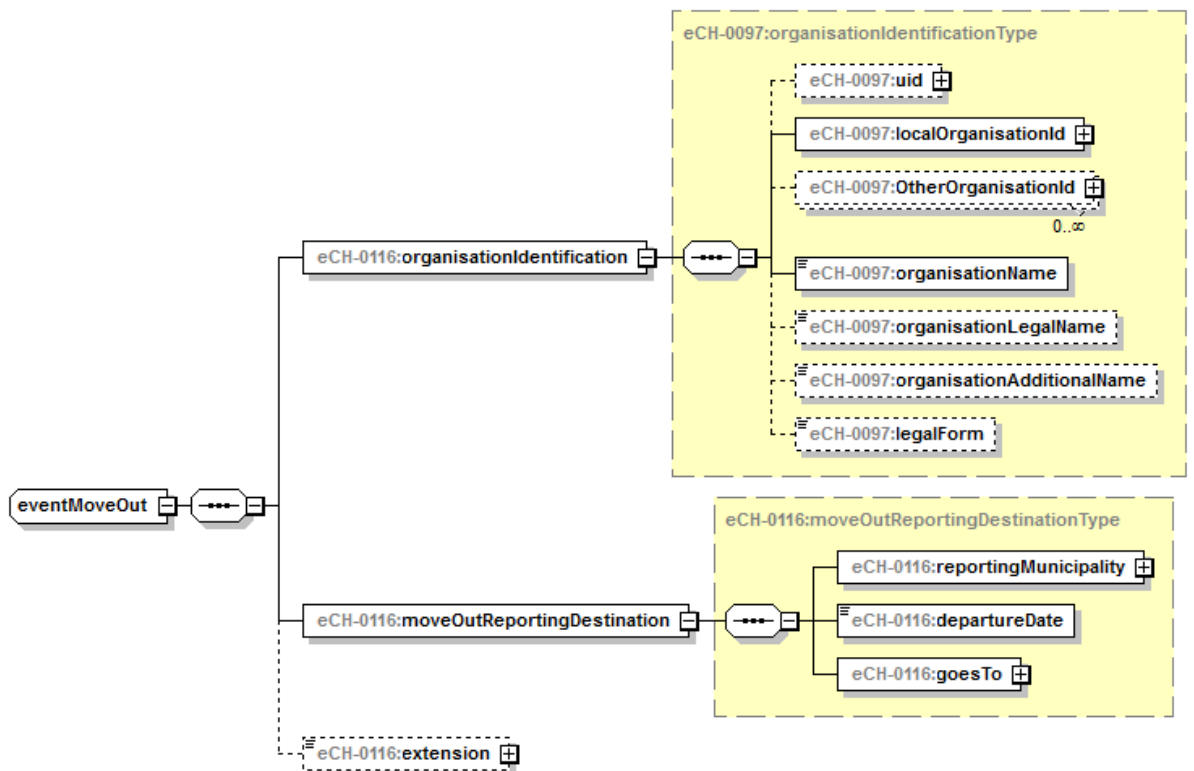 eCH-0097:organisationIdentificationType
eCH-0097:uid
eCH-0097:localOrganisationId
eCH-0097:OtherOrganisationId
0..∞
eCH-0116:organisationIdentification
eCH-0097:organisationName
eCH-0097:organisationLegalName
eCH-0097:organisationAdditionalName
eCH-0097:legalForm
eventMoveOut
eCH-0116:moveOutReportingDestinationType
eCH-0116:reportingMunicipality
eCH-0116:moveOutReportingDestination
eCH-0116:departureDate
eCH-0116:goesTo
eCH-0116:extension